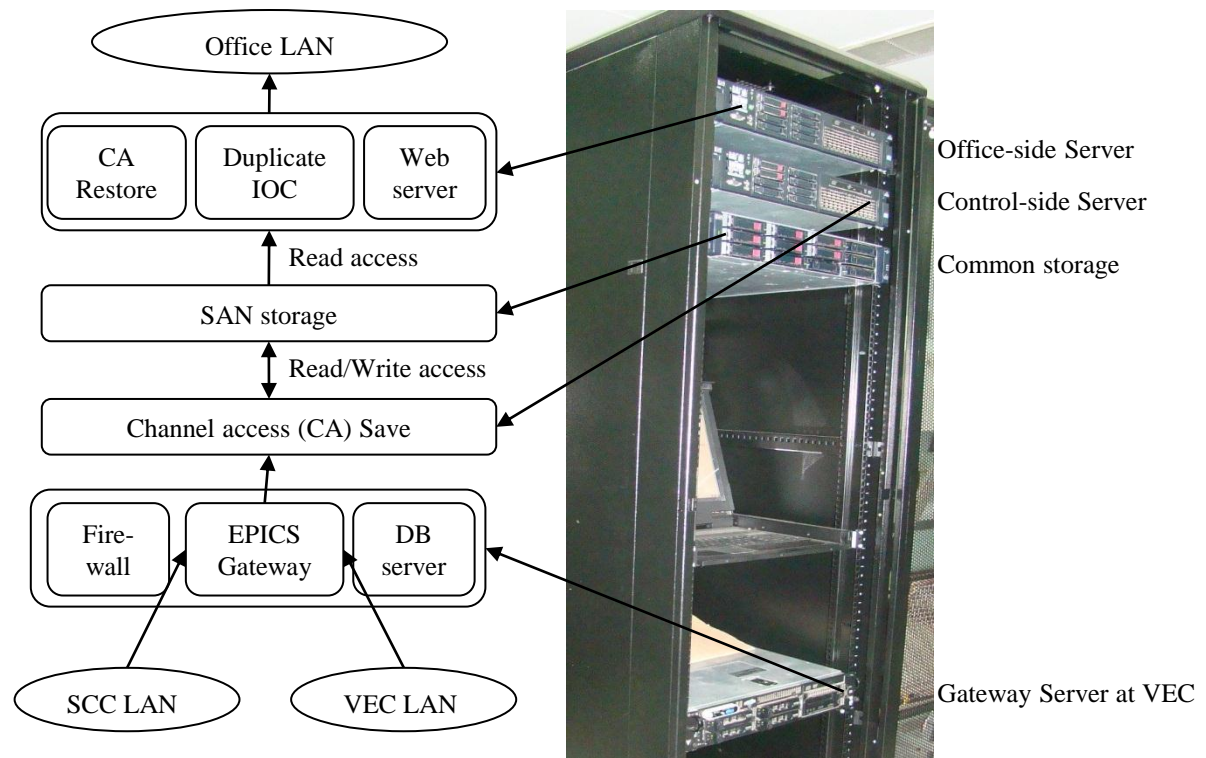 Office LAN
CA
Restore
Duplicate
IOC
Web
server
Read access
SAN storage
Read/Write access
Channel access (CA) Save
Fire-
wall
EPICS
Gateway
DB
server
SCC LAN
VEC LAN
Office-side Server
Control-side Server
Common storage
Gateway Server at VEC